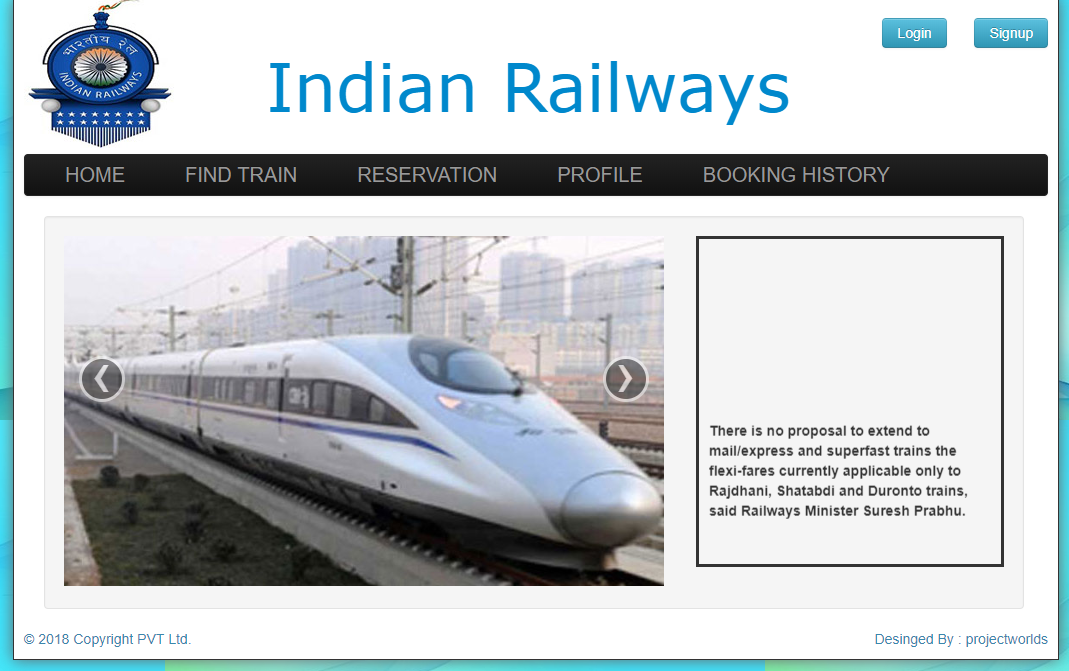 भारतीय रेल
INDIAN RAILWAYS
Login
Signup
Indian Railways
HOME
FIND TRAIN
RESERVATION
PROFILE
BOOKING HISTORY
There is no proposal to extend to
mail/express and superfast trains the
flexi-fares currently applicable only to
Rajdhani, Shatabdi and Duronto trains,
said Railways Minister Suresh Prabhu.
© 2018 Copyright PVT Ltd.
Desinged By : projectworlds